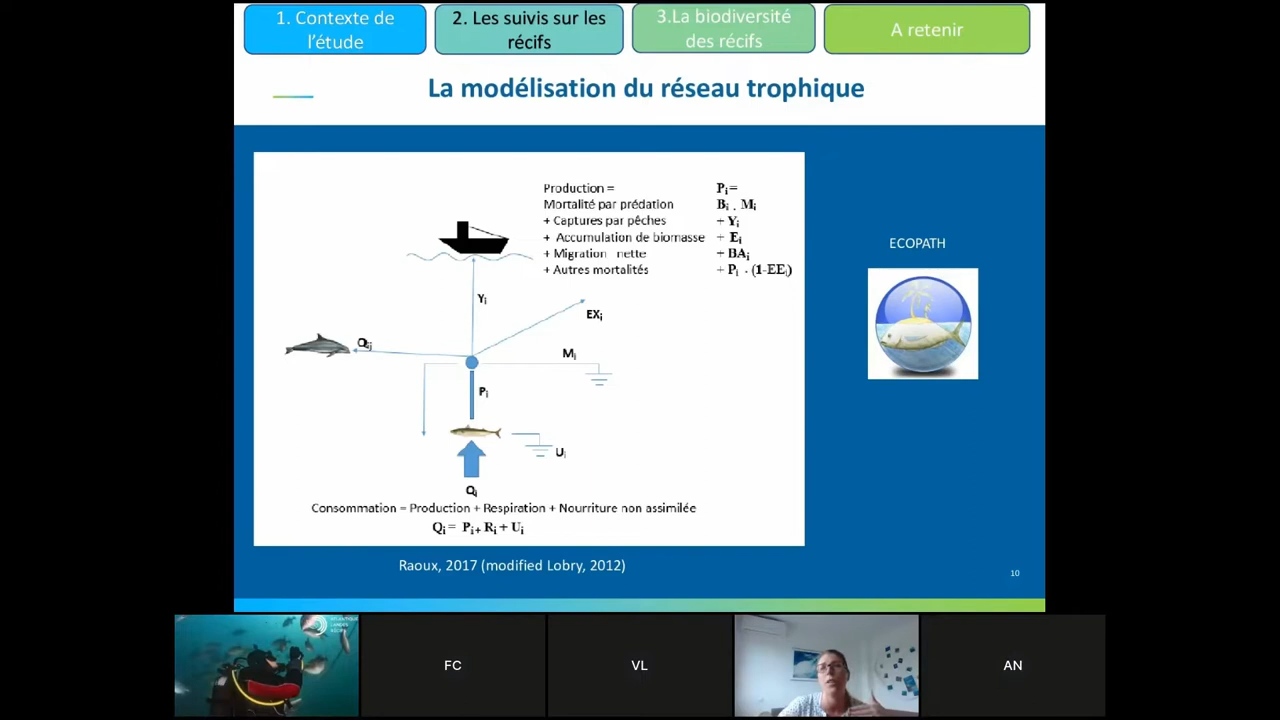 1. Contexte de
l’étude
2. Les suivis sur les
récifs
3.La biodiversité
des récifs
A retenir
La modélisation du réseau trophique
Production =
Mortalité par prédation
+ Captures par pêches
+ Accumulation de biomasse
+ Migration nette
+ Autres mortalités
Pi=
Bi . Mi
+ Yi
+ Ei
+ BAi
+ Pi . (1-EEi)
ECOPATH
Yi
EXi
Mi
Pi
Ui
Qi
Consommation = Production + Respiration + Nourriture non assimilée
Qi = Pi + Ri + Ui
Raoux, 2017 (modified Lobry, 2012)
10
FC
VL
AN